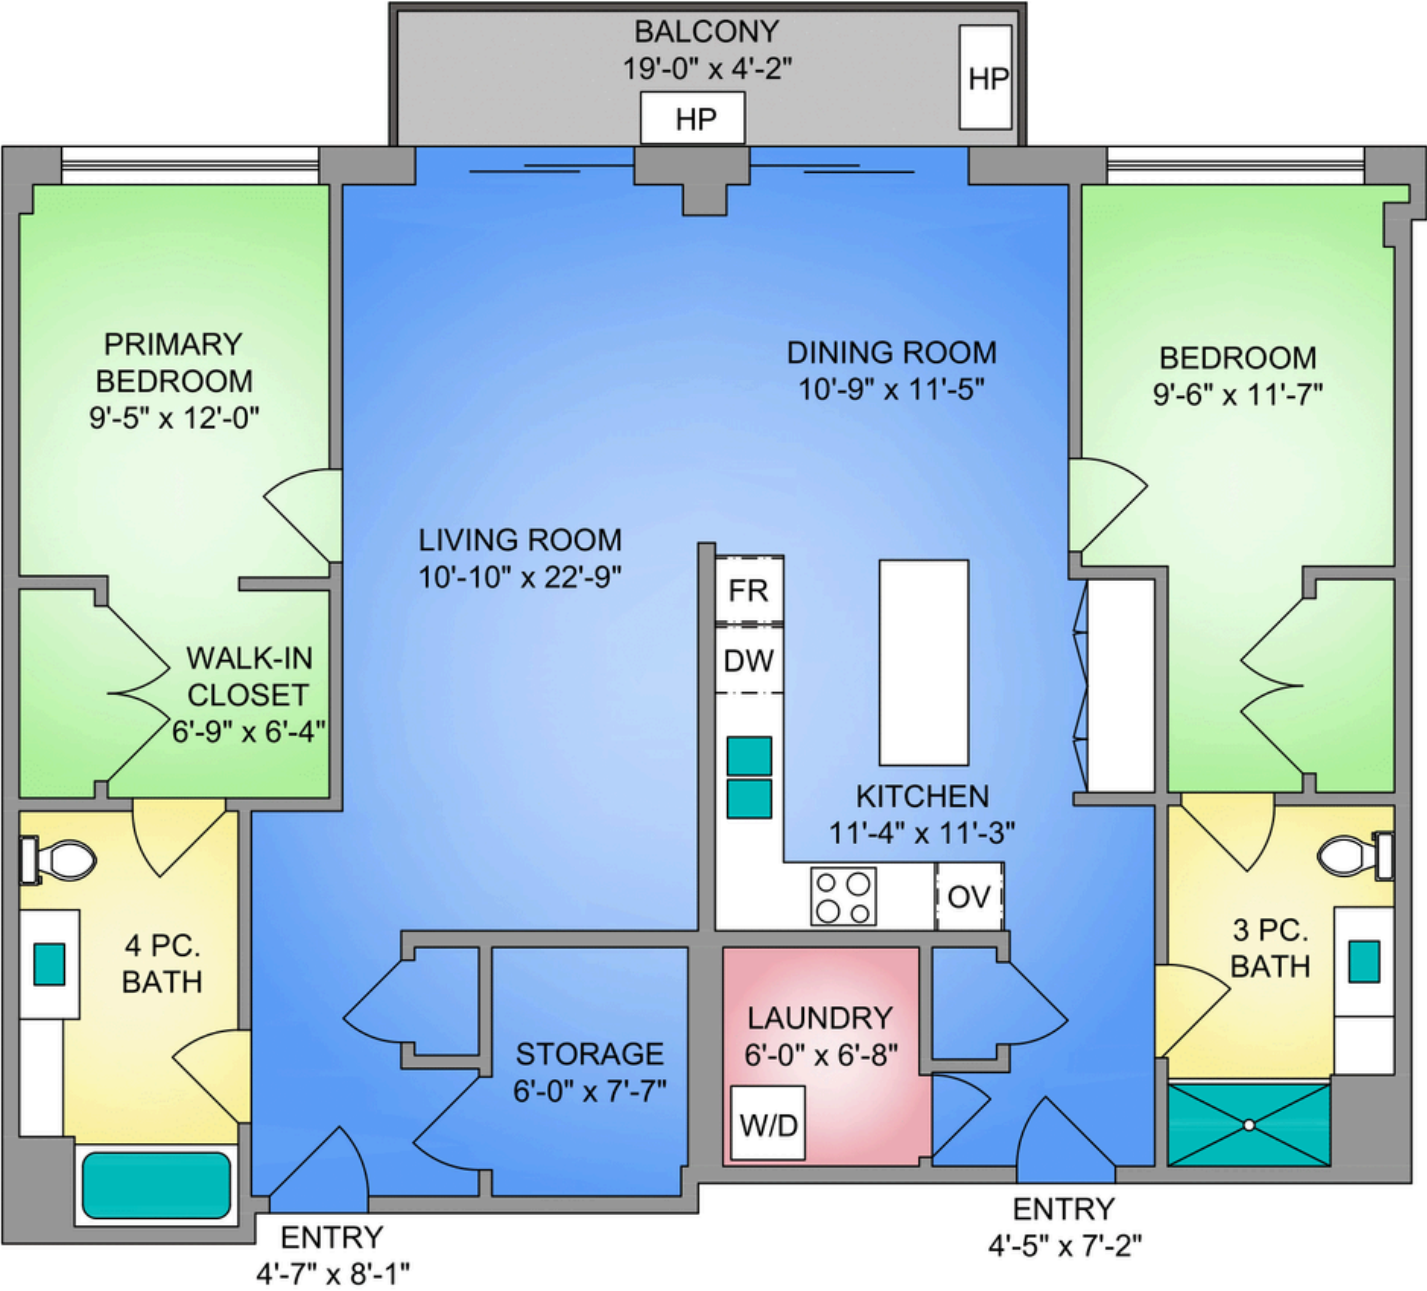 BALCONY
19'-0" x 4'-2"
HP
HP
PRIMARY
BEDROOM
9'-5" x 12'-0"
DINING ROOM
10'-9" x 11'-5"
BEDROOM
9'-6" x 11'-7"
LIVING ROOM
10'-10" x 22'-9"
FR
DW
WALK-IN
CLOSET
6'-9" x 6'-4"
KITCHEN
11'-4" x 11'-3"
OV
4 PC.
BATH
3 PC.
BATH
STORAGE
6'-0" x 7'-7"
LAUNDRY
6'-0" x 6'-8"
W/D
ENTRY
4'-7" x 8'-1"
ENTRY
4'-5" x 7'-2"